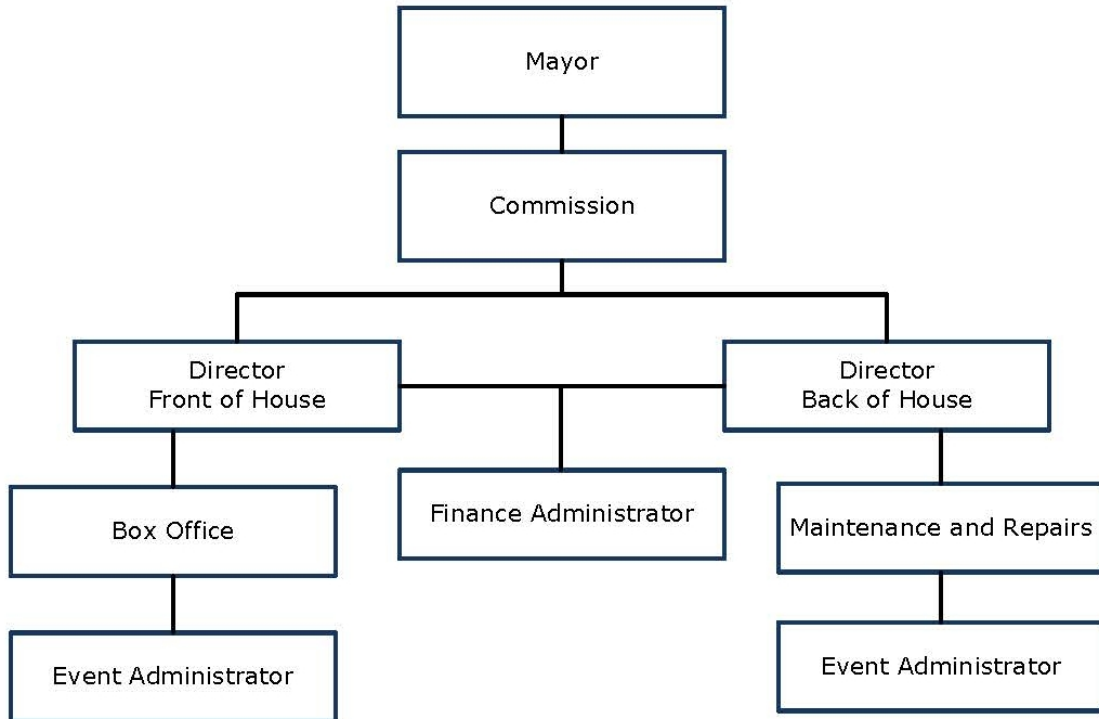 Mayor
Commission
Director
Front of House
Director
Back of House
Finance Administrator
Box Office
Maintenance and Repairs
Event Administrator
Event Administrator